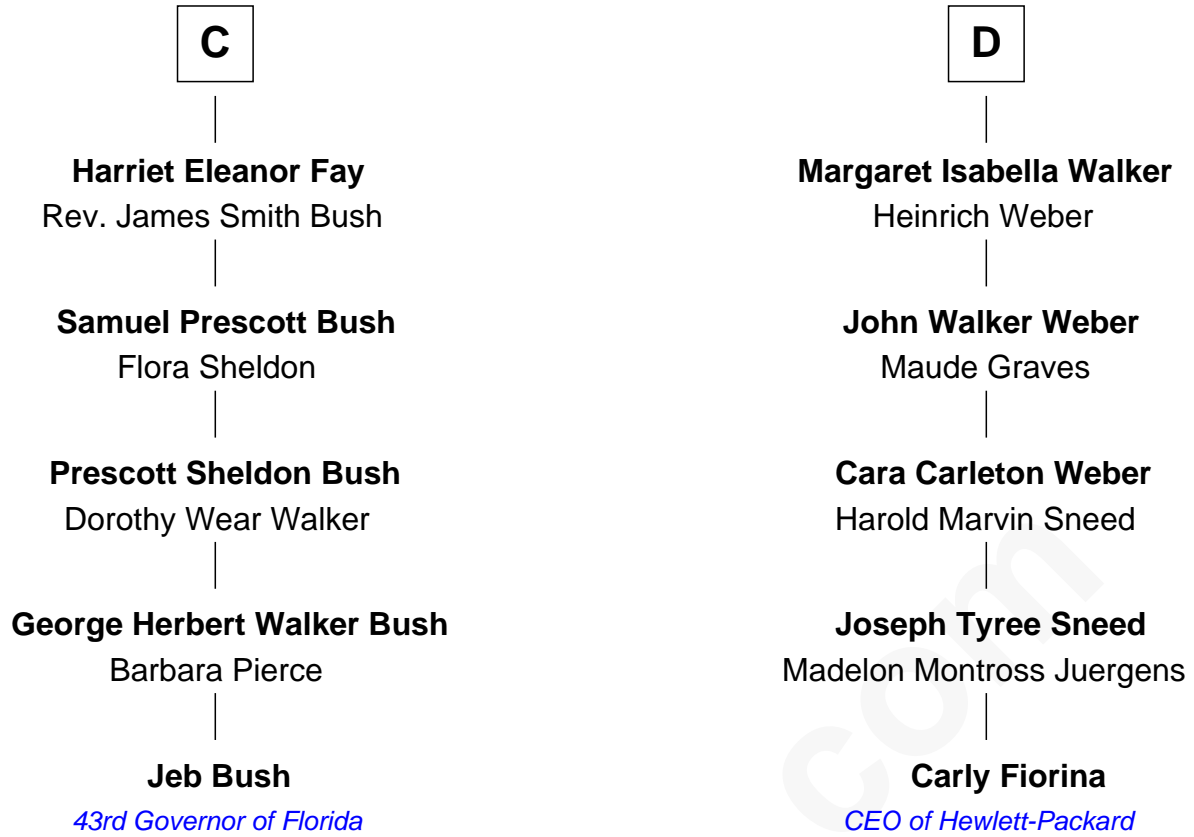 C
Harriet Eleanor Fay
Rev. James Smith Bush
Samuel Prescott Bush
Flora Sheldon
Prescott Sheldon Bush
Dorothy Wear Walker
George Herbert Walker Bush
Barbara Pierce
Jeb Bush
43rd Governor of Florida
D
Margaret Isabella Walker
Heinrich Weber
John Walker Weber
Maude Graves
Cara Carleton Weber
Harold Marvin Sneed
Joseph Tyree Sneed
Madelon Montross Juergens
Carly Fiorina
CEO of Hewlett-Packard
com